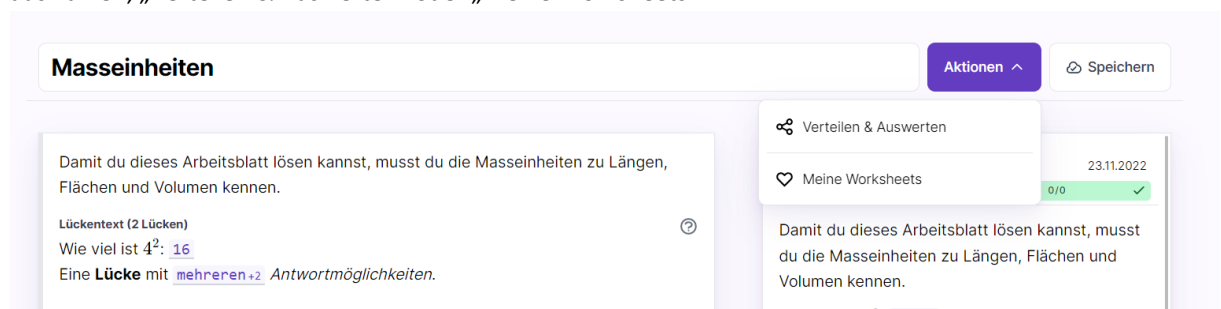 Masseinheiten
Aktionen
Speichern
Verteilen & Auswerten
Meine Worksheets
Damit du dieses Arbeitsblatt lösen kannst, musst du die Masseinheiten zu Längen,
Flächen und Volumen kennen.
Lückentext (2 Lücken)
Wie viel ist 4²: 16
Eine Lücke mit mehreren +2 Antwortmöglichkeiten.
23.11.2022
0/0
Damit du dieses Arbeitsblatt lösen kannst, musst
du die Masseinheiten zu Längen, Flächen und
Volumen kennen.